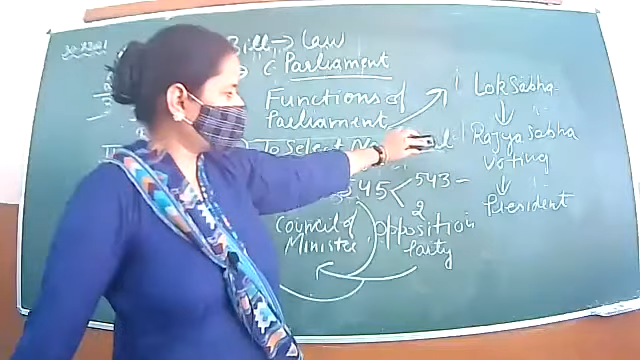 Bill → Law
Parliament
Functions of
Parliament
To Select
545 < 543 -
2
Council of
Minister
opposition
Party
Lok Sabha
↓
Rajya Sabha
voting
↓
President